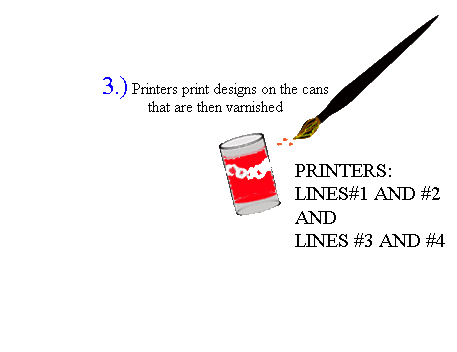 3.) Printers print designs on the cans
that are then varnished
PRINTERS:
LINES#1 AND #2
AND
LINES #3 AND #4